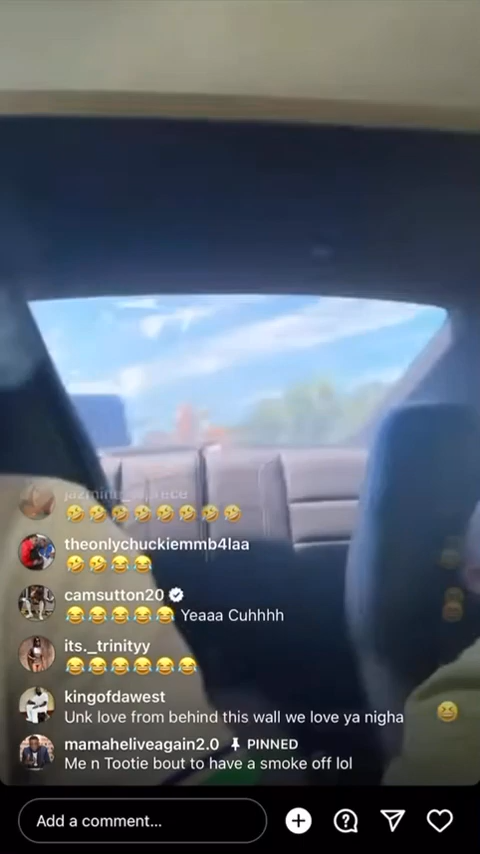 theonlychuckiemmb4laa
🤣🤣😂😂
camsutton20
😂😂😂😂😂 Yeaaa Cuhhhh
its._trinityy
😂😂😂😂😂😂
kingofdawest
Unk love from behind this wall we love ya nigha
mamaheliveagain2.0 PINNED
Me n Tootie bout to have a smoke off lol
Add a comment...